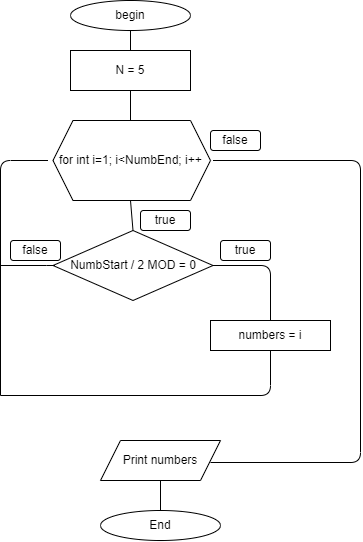 begin
N = 5
for int i=1; i<NumbEnd; i++
false
true
false
true
NumbStart / 2 MOD = 0
numbers = i
Print numbers
End